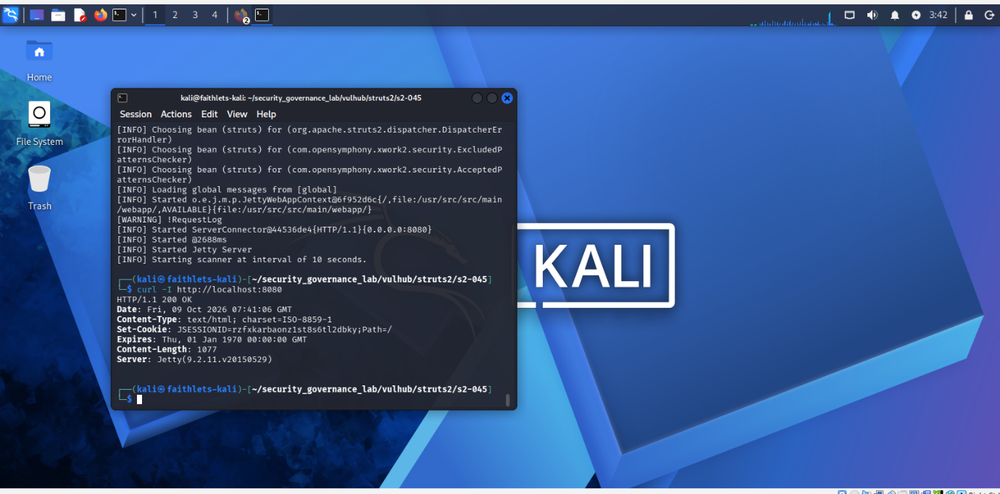 1 2 3 4 2 3:42
Home
File System
Trash
kali@faithlets-kali: ~/security_governance_lab/vulhub/struts2/s2-045
Session Actions Edit View Help
[INFO] Choosing bean (struts) for (org.apache.struts2.dispatcher.DispatcherEr
rorHandler)
[INFO] Choosing bean (struts) for (com.opensymphony.xwork2.security.ExcludedP
atternsChecker)
[INFO] Choosing bean (struts) for (com.opensymphony.xwork2.security.AcceptedP
atternsChecker)
[INFO] Loading global messages from [global]
[INFO] Started o.e.j.m.p.JettyWebAppContext@6f952d6c{/,file:/usr/src/src/main
/webapp/,AVAILABLE}{file:/usr/src/src/main/webapp/}
[WARNING] !RequestLog
[INFO] Started ServerConnector@44536de4{HTTP/1.1}{0.0.0.0:8080}
[INFO] Started @2688ms
[INFO] Started Jetty Server
[INFO] Starting scanner at interval of 10 seconds.
┌──(kali㉿faithlets-kali)-[~/security_governance_lab/vulhub/struts2/s2-045]
└─$ curl -I http://localhost:8080
HTTP/1.1 200 OK
Date: Fri, 09 Oct 2026 07:41:06 GMT
Content-Type: text/html; charset=ISO-8859-1
Set-Cookie: JSESSIONID=rzfxkarbaonz1st8s6tl2dbky;Path=/
Expires: Thu, 01 Jan 1970 00:00:00 GMT
Content-Length: 1077
Server: Jetty(9.2.11.v20150529)
┌──(kali㉿faithlets-kali)-[~/security_governance_lab/vulhub/struts2/s2-045]
└─$
KALI